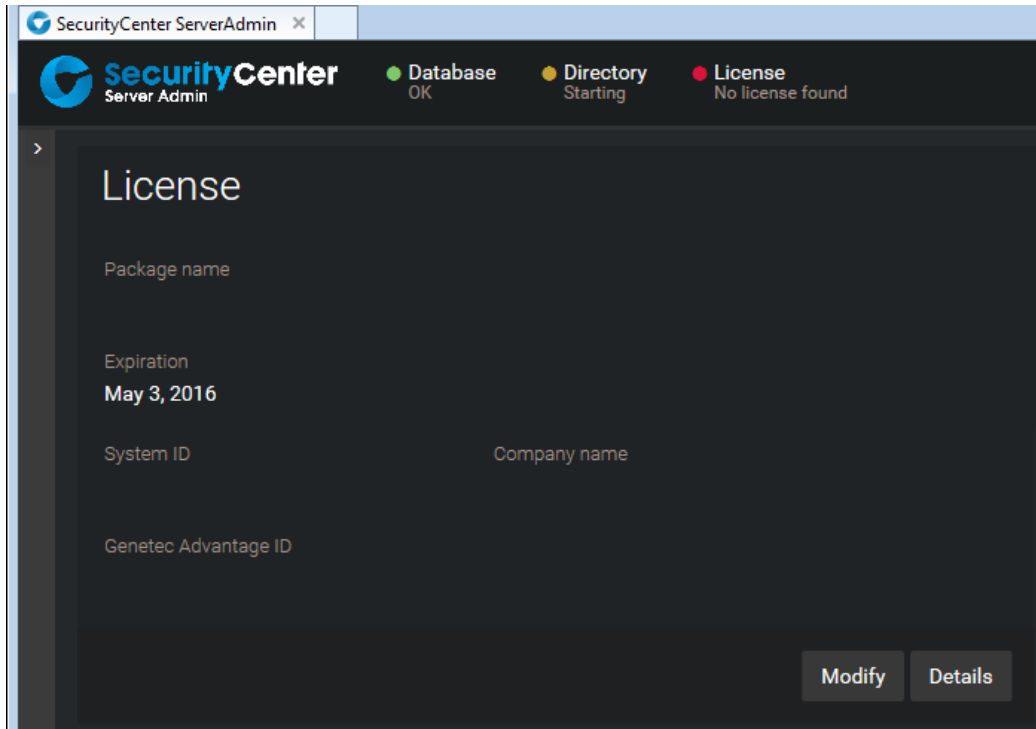 SecurityCenter ServerAdmin ×
SecurityCenter
Server Admin
Database
OK
Directory
Starting
License
No license found
License
Package name
Expiration
May 3, 2016
System ID
Company name
Genetec Advantage ID
Modify
Details